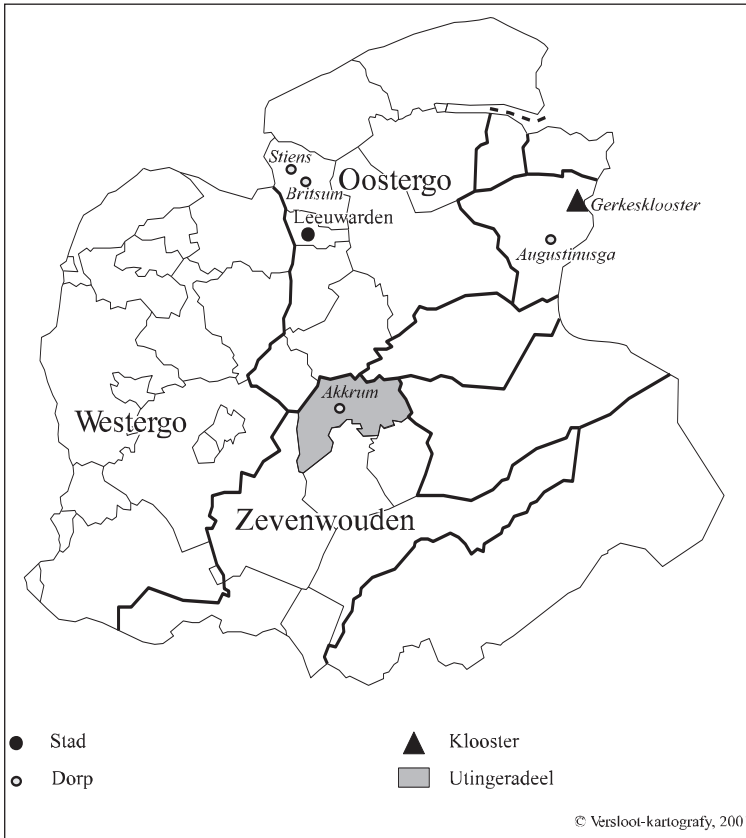 Stiens
Oostergo
Britsum
Gerkesklooster
Leeuwarden
Augustinusga
Akkrum
Westergo
Zevenwouden
Stad
Klooster
Dorp
Utingeradeel
© Versloot-kartografy, 200